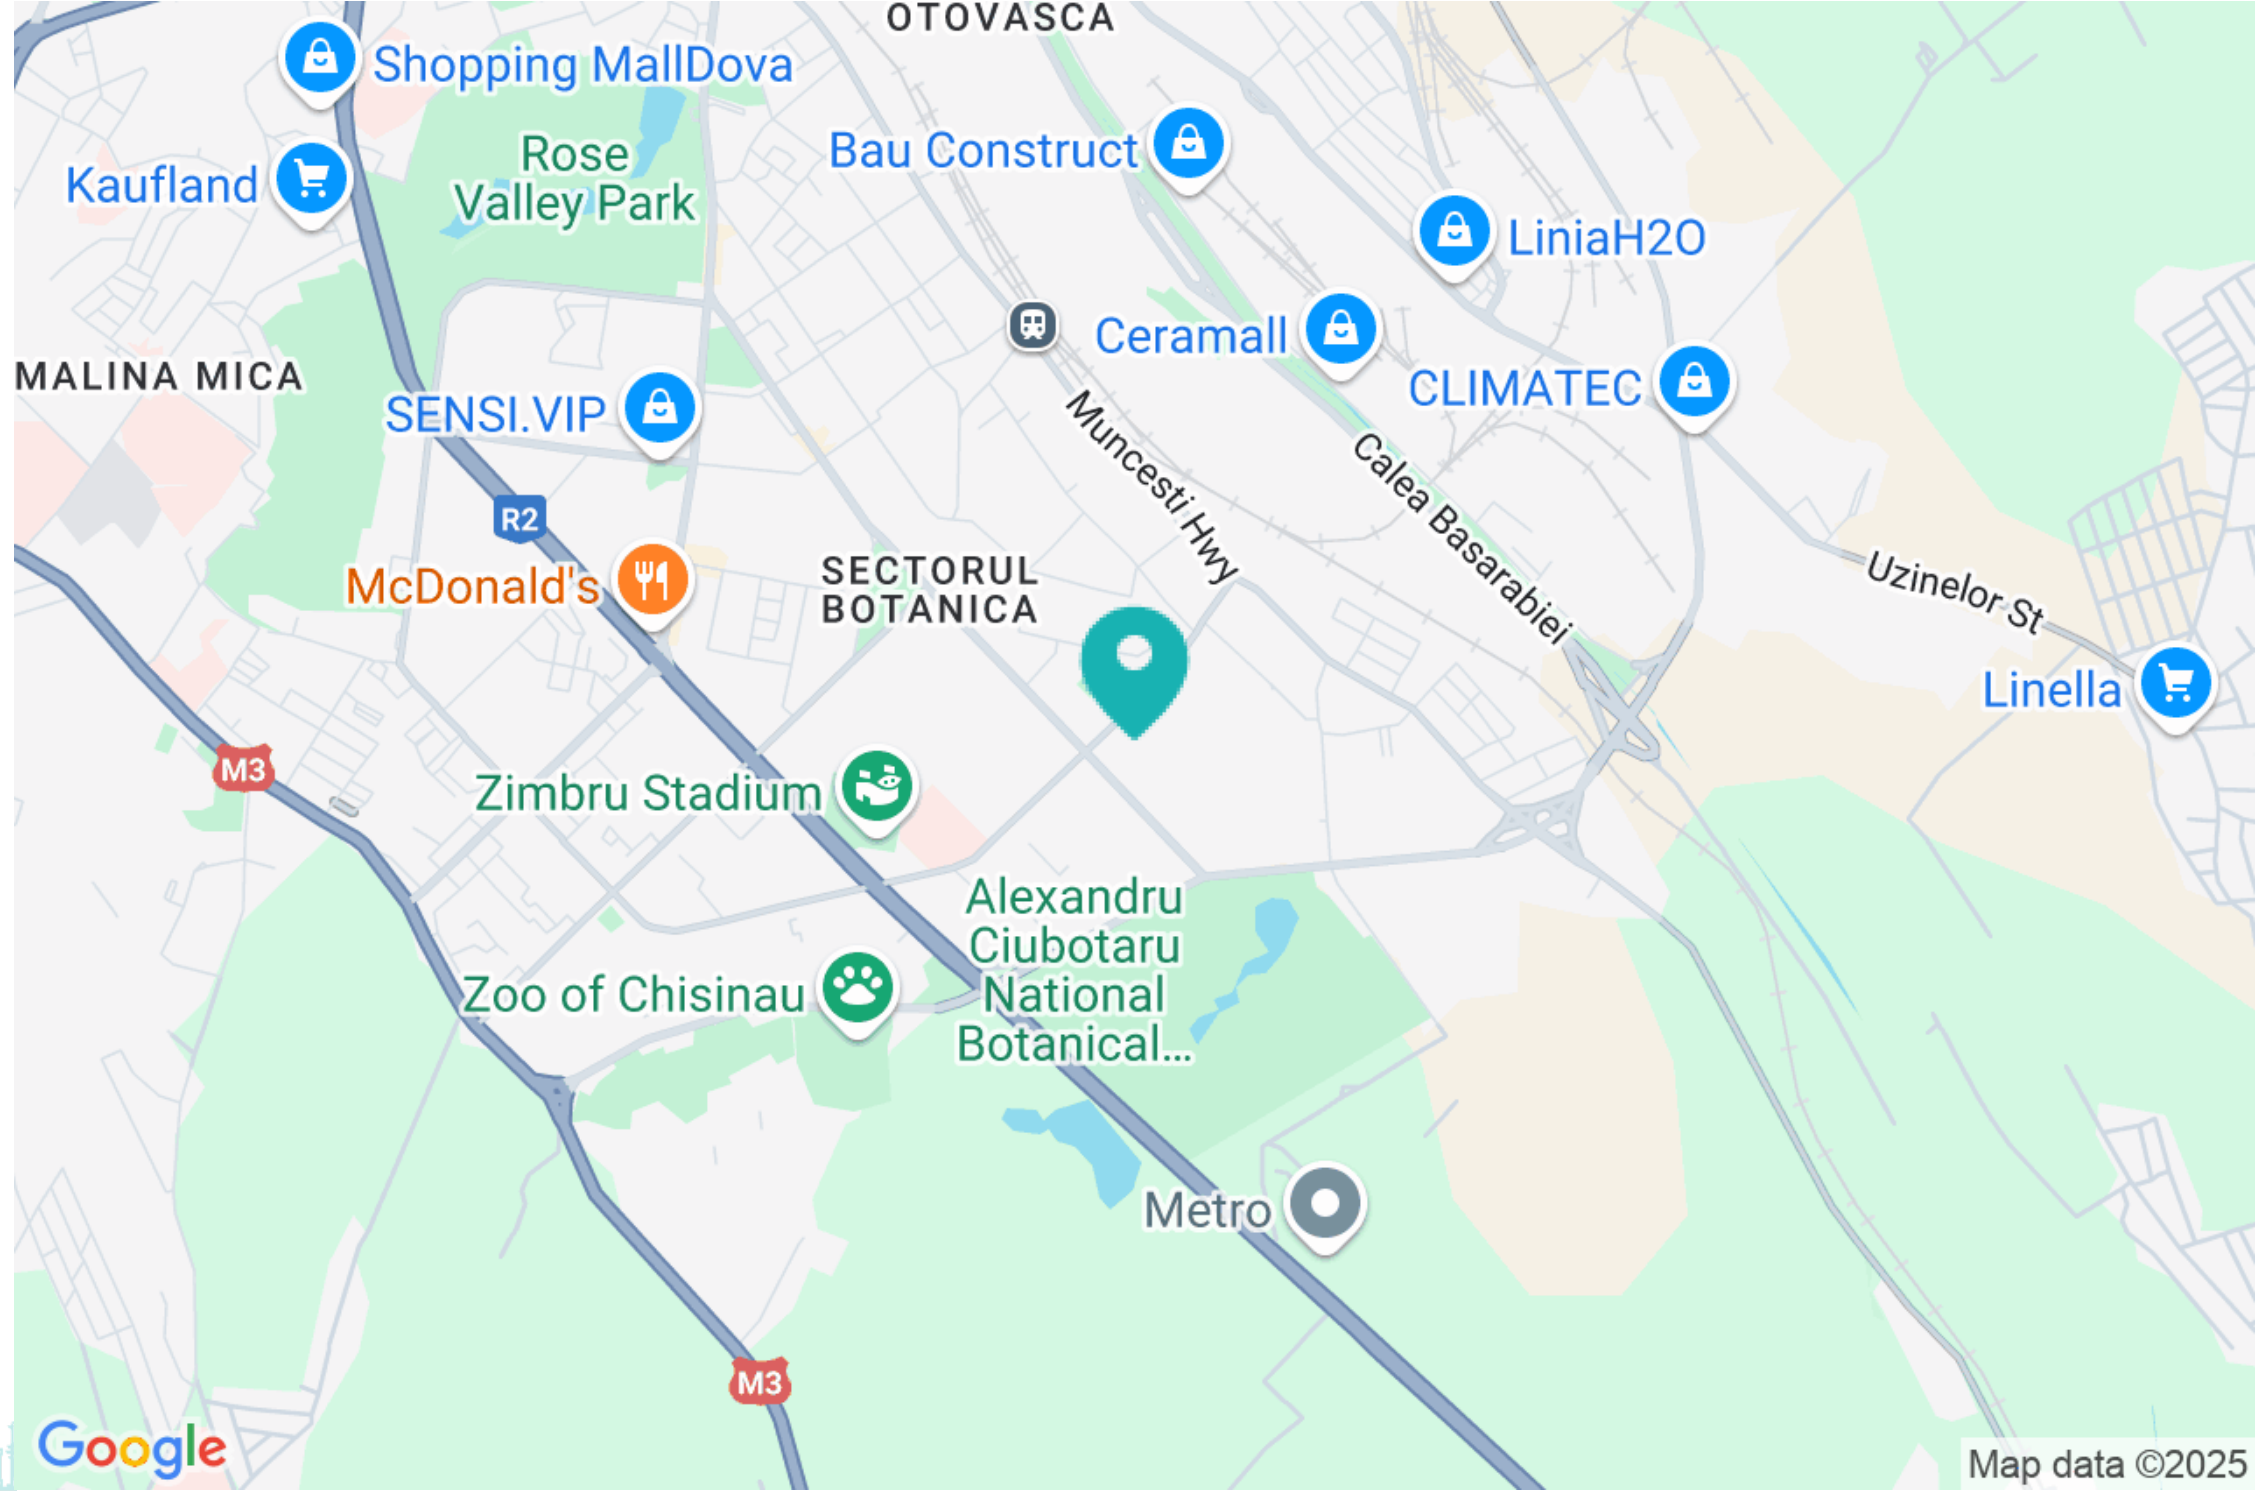 OTOVASCA
Shopping MallDova
Rose
Valley Park
Bau Construct
Kaufland
LiniaH2O
Ceramall
MALINA MICA
CLIMATEC
SENSI.VIP
Muncesti Hwy
Calea Basarabiei
R2
McDonald's
SECTORUL
BOTANICA
Uzinelor St
Linella
M3
Zimbru Stadium
Alexandru
Ciubotaru
National
Botanical...
Zoo of Chisinau
Metro
M3
Google
Map data ©2025